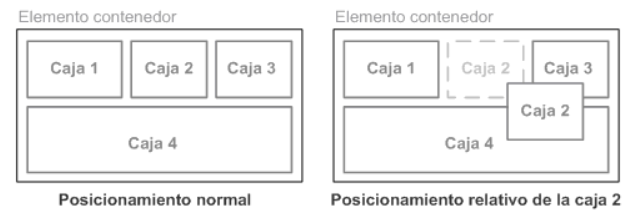 Elemento contenedor
Caja 1
Caja 2
Caja 3
Caja 4
Posicionamiento normal
Elemento contenedor
Caja 1
Caja 2
Caja 3
Caja 2
Caja 4
Posicionamiento relativo de la caja 2